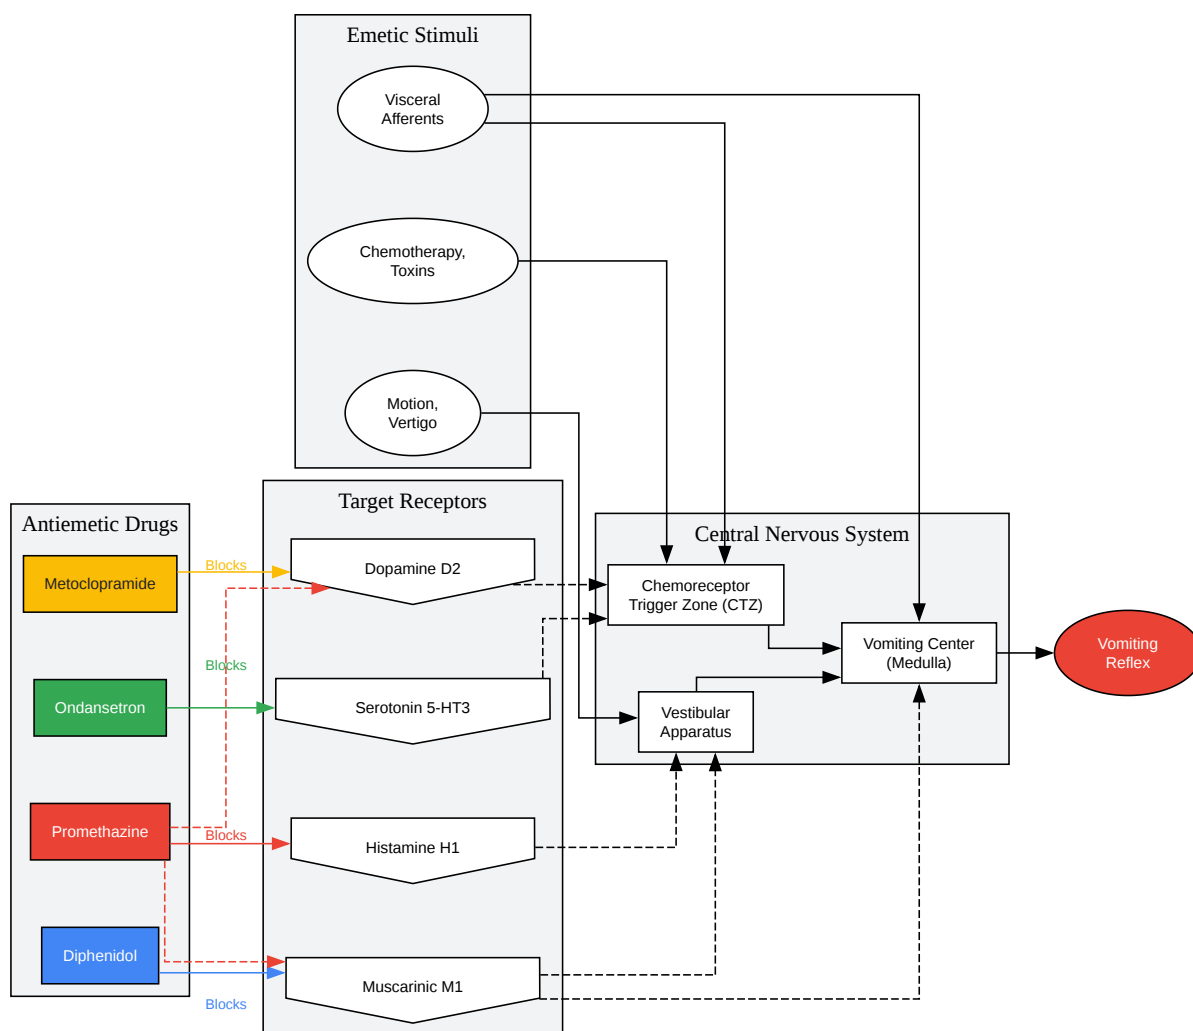 Emetic Stimuli
Visceral
Afferents
Chemotherapy,
Toxins
Motion,
Vertigo
Antiemetic Drugs
Metoclopramide
Ondansetron
Promethazine
Diphenidol
Blocks
Blocks
Blocks
Blocks
Target Receptors
Dopamine D2
Serotonin 5-HT3
Histamine H1
Muscarinic M1
Central Nervous System
Chemoreceptor
Trigger Zone (CTZ)
Vestibular
Apparatus
Vomiting Center
(Medulla)
Vomiting
Reflex